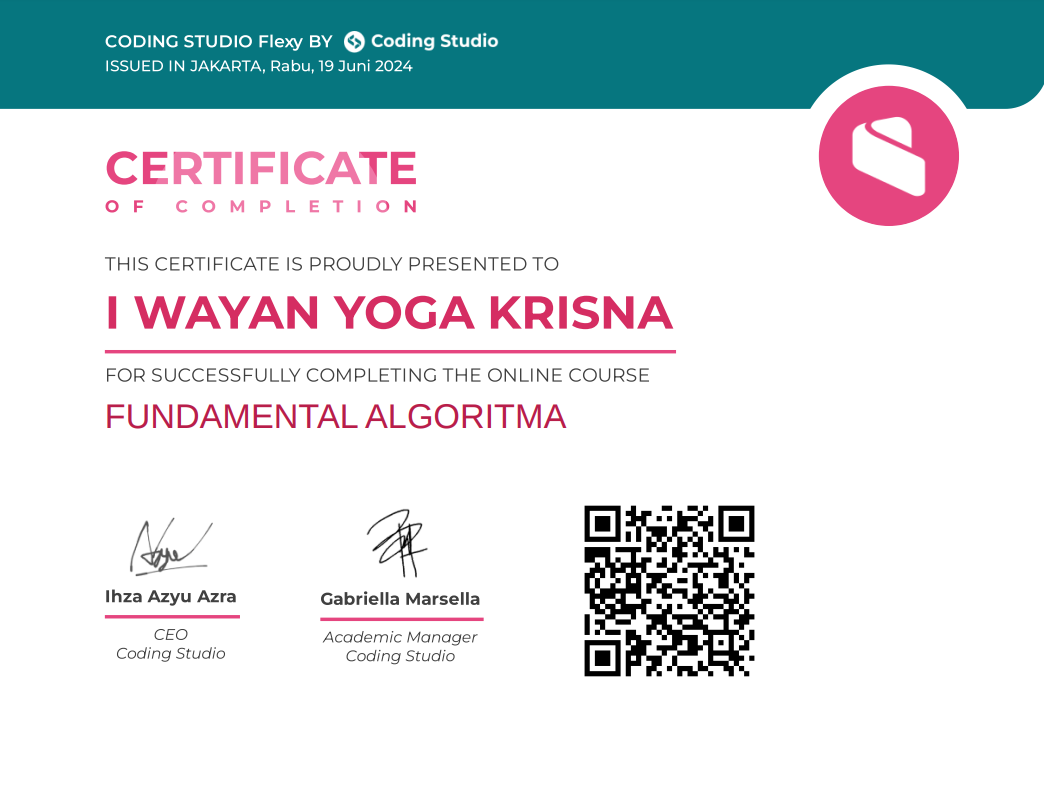 CODING STUDIO Flexy BY Coding Studio
ISSUED IN JAKARTA, Rabu, 19 Juni 2024
CERTIFICATE
OF COMPLETION
THIS CERTIFICATE IS PROUDLY PRESENTED TO
I WAYAN YOGA KRISNA
FOR SUCCESSFULLY COMPLETING THE ONLINE COURSE
FUNDAMENTAL ALGORITMA
Ihza Azyu Azra
CEO
Coding Studio
Gabriella Marsella
Academic Manager
Coding Studio